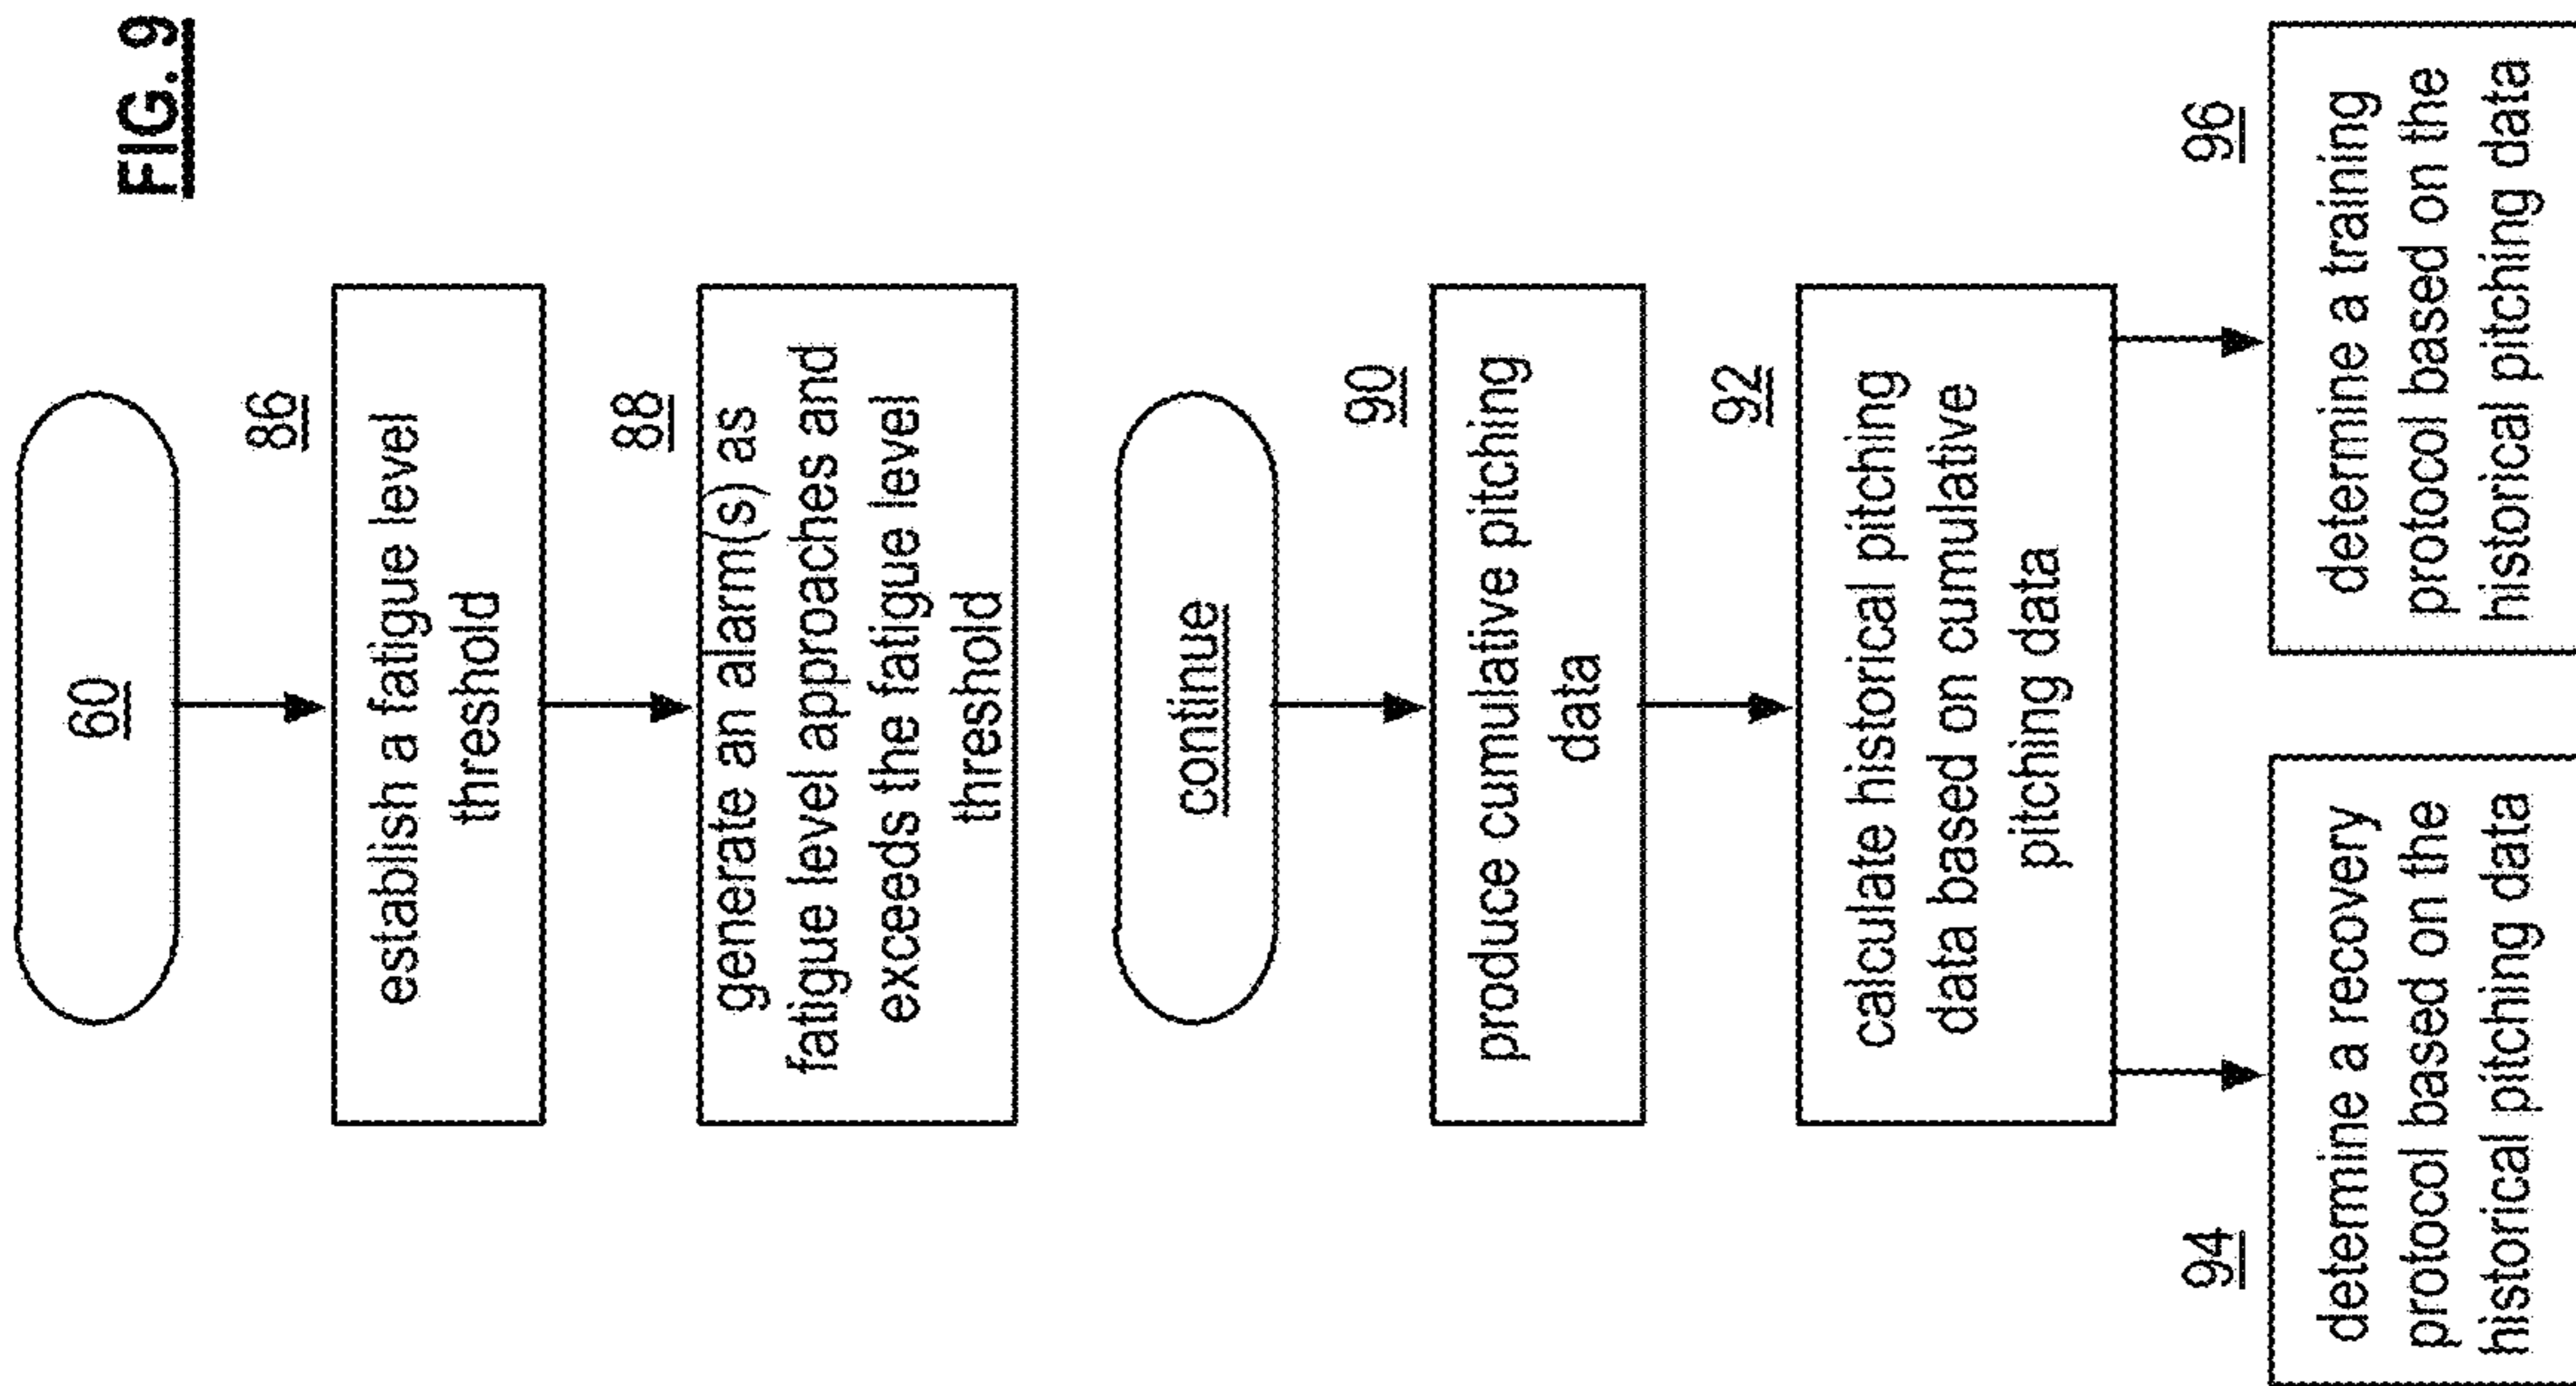 FIG. 9
60
86
establish a fatigue level
threshold
88
generate an alarm(s) as
fatigue level approaches and
exceeds the fatigue level
threshold
continue
90
produce cumulative pitching
data
92
calculate historical pitching
data based on cumulative
pitching data
94
determine a recovery
protocol based on the
historical pitching data
96
determine a training
protocol based on the
historical pitching data